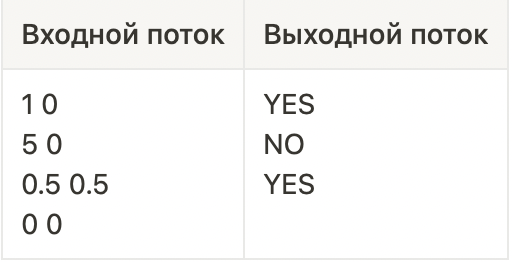 Входной поток Выходной поток
1 0 YES
5 0 NO
0.5 0.5 YES
0 0